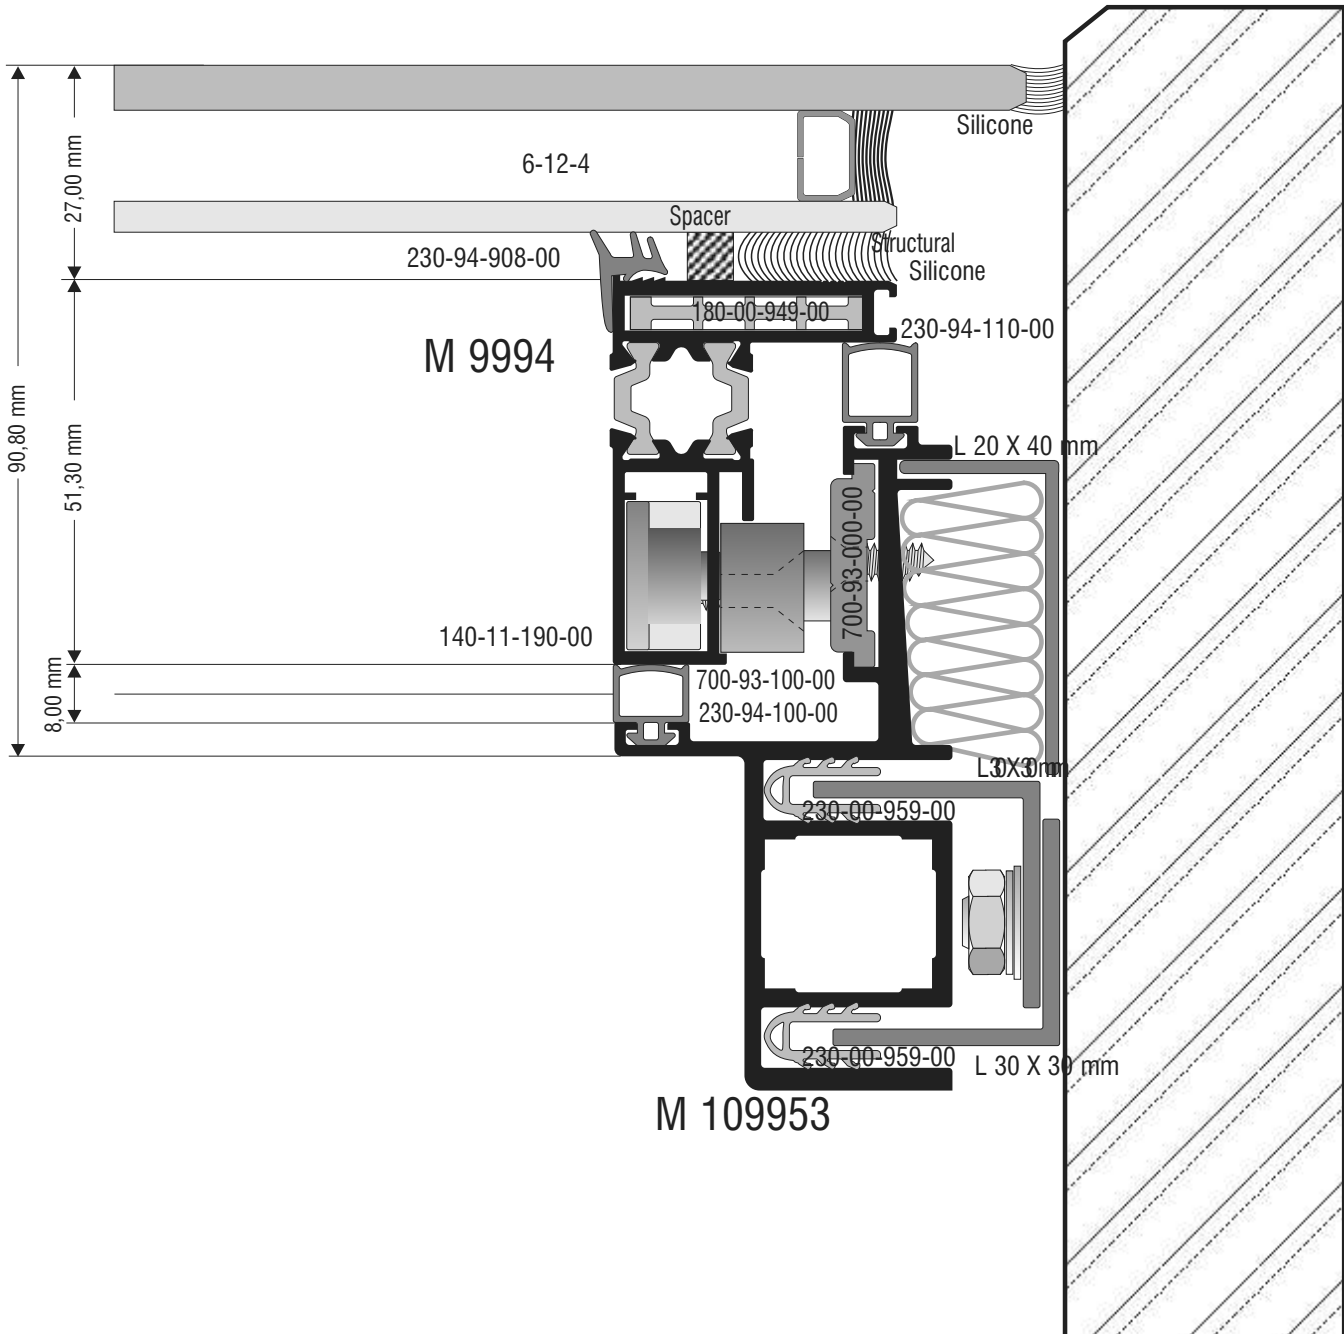 Silicone
6-12-4
27,00 mm
Spacer
Structural
Silicone
230-94-908-00
180-00-949-00
230-94-110-00
M 9994
90,80 mm
51,30 mm
L 20 X 40 mm
700-93-000-00
140-11-190-00
700-93-100-00
8,00 mm
230-94-100-00
230-00-959-00
230-00-959-00
L 30 X 30 mm
M 109953